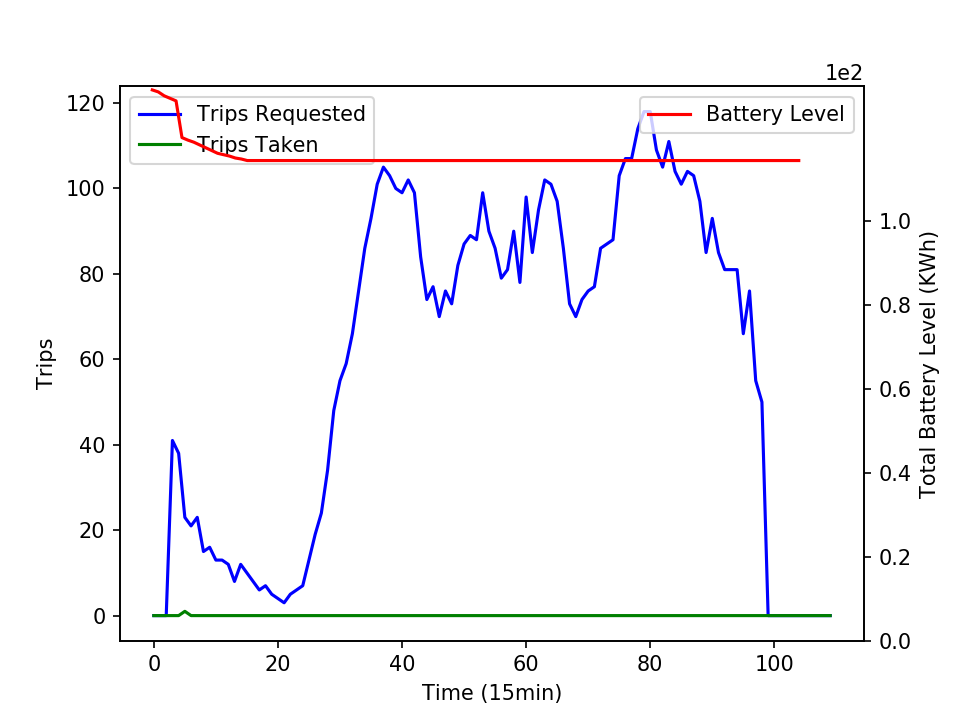 1e2
Trips Requested
Trips Taken
Battery Level
120
100
80
60
40
20
0
Trips
1.0
0.8
0.6
0.4
0.2
0.0
Total Battery Level (KWh)
0
20
40
60
80
100
Time (15min)